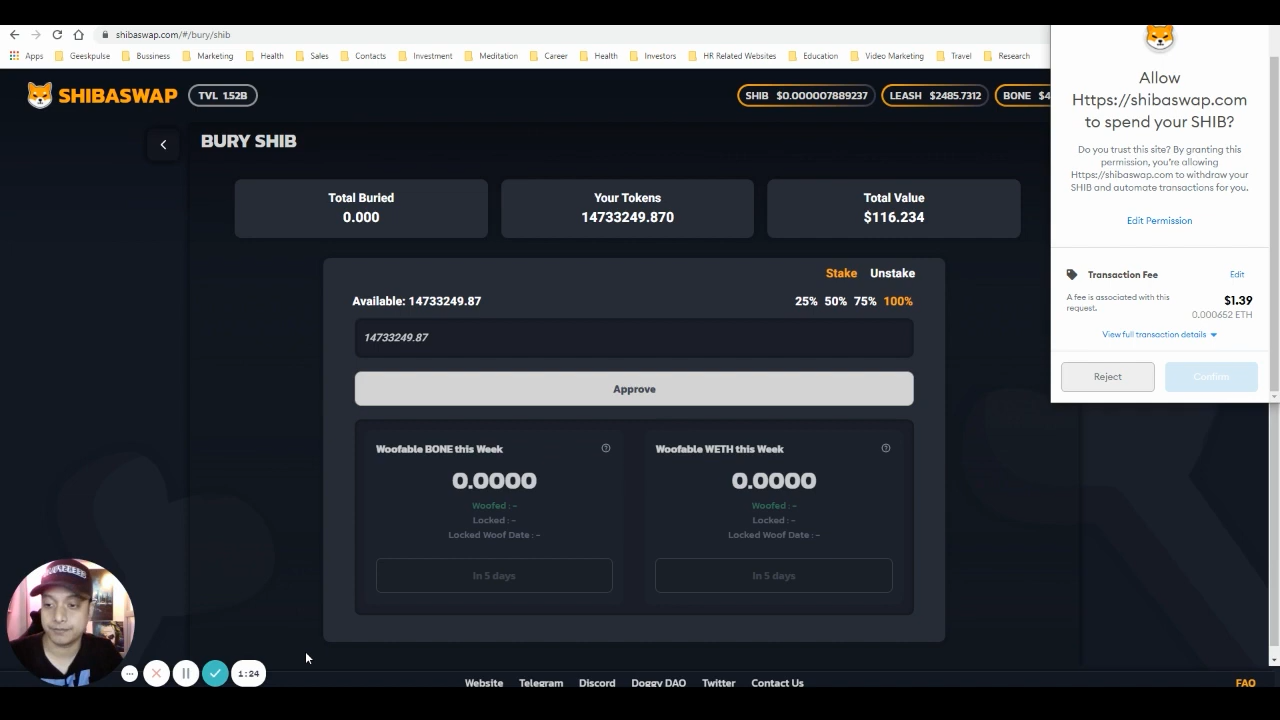 shibaswap.com/#/bury/shib
Apps Geeskpulse Bussiness Marketing Health Sales Contacts Investment Meditation Career Health Investors HR Related Websites Education Video Marketing Travel Research
SHIBASWAP TVL 1.52B SHIB $0.000007889237 LEASH $2485.7312 BONE $4
BURY SHIB
Total Buried
0.000
Your Tokens
14733249.870
Total Value
$116.234
Stake Unstake
Available: 14733249.87 25% 50% 75% 100%
14733249.87
Approve
Woofable BONE this Week
0.0000
Woofed : -
Locked : -
Locked Woof Date : -
In 5 days
Woofable WETH this Week
0.0000
Woofed : -
Locked : -
Locked Woof Date : -
In 5 days
Allow
Https://shibaswap.com
to spend your SHIB?
Do you trust this site? By granting this
permission, you're allowing
Https://shibaswap.com to withdraw your
SHIB and automate transactions for you.
Edit Permission
Transaction Fee Edit
A fee is associated with this
request.
$1.39
0.000652 ETH
View full transaction details
Reject Confirm
1:24
Website Telegram Discord Doggy DAO Twitter Contact Us FAQ